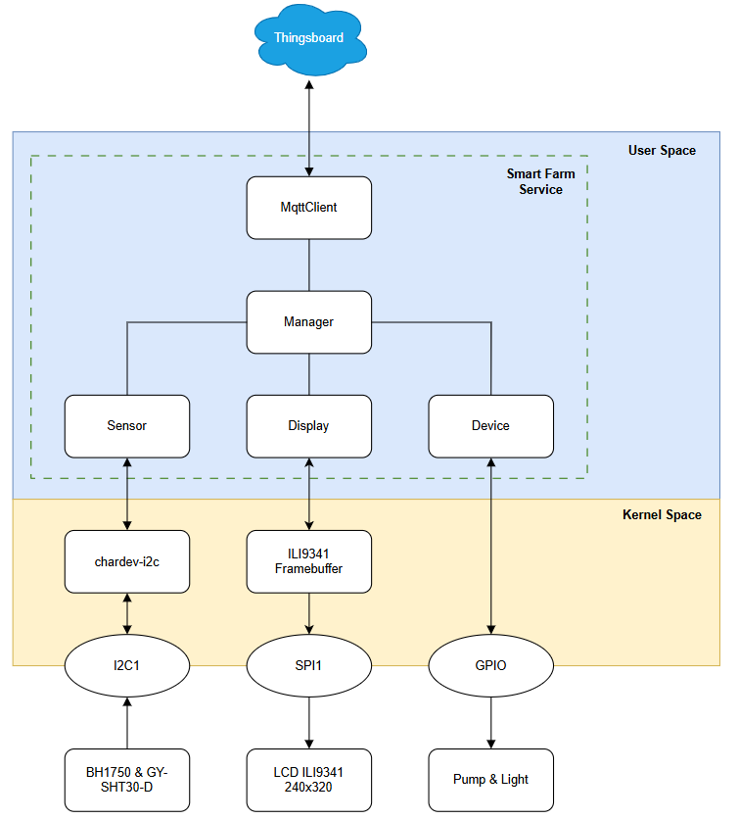 Thingsboard
User Space
Smart Farm
Service
MqttClient
Manager
Sensor
Display
Device
Kernel Space
chardev-i2c
ILI9341
Framebuffer
I2C1
SPI1
GPIO
BH1750 & GY-
SHT30-D
LCD ILI9341
240x320
Pump & Light